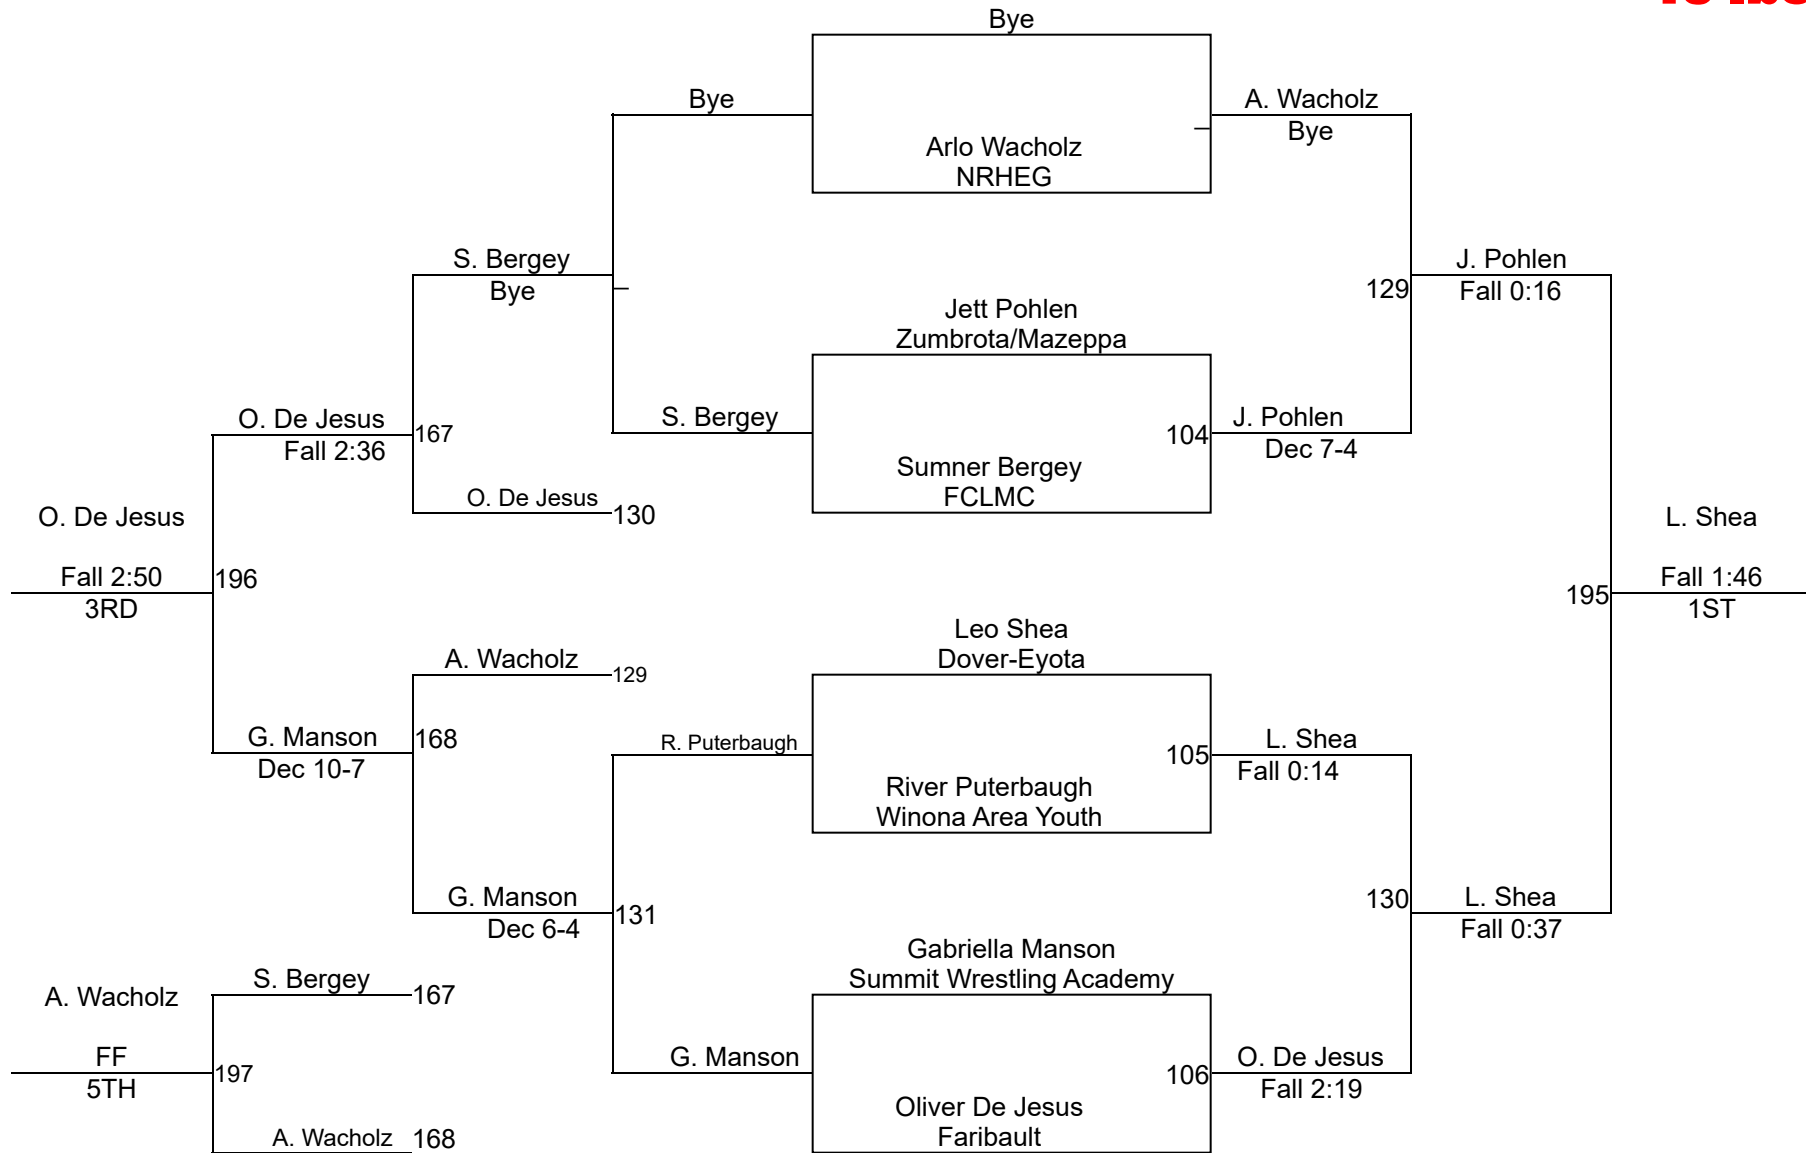 Bye
Bye
A. Wacholz
Bye
Arlo Wacholz
NRHEG
S. Bergey
Bye
J. Pohlen
129
Fall 0:16
Jett Pohlen
Zumbrota/Mazeppa
O. De Jesus
167
Fall 2:36
S. Bergey
104
J. Pohlen
Dec 7-4
Sumner Bergey
FCLMC
O. De Jesus
130
O. De Jesus
Fall 2:50
196
3RD
L. Shea
195
Fall 1:46
1ST
Leo Shea
Dover-Eyota
A. Wacholz
129
G. Manson
168
Dec 10-7
R. Puterbaugh
105
L. Shea
Fall 0:14
River Puterbaugh
Winona Area Youth
G. Manson
131
Dec 6-4
130
L. Shea
Fall 0:37
Gabriella Manson
Summit Wrestling Academy
S. Bergey
167
A. Wacholz
FF
197
5TH
G. Manson
106
O. De Jesus
Fall 2:19
Oliver De Jesus
Faribault
A. Wacholz
168